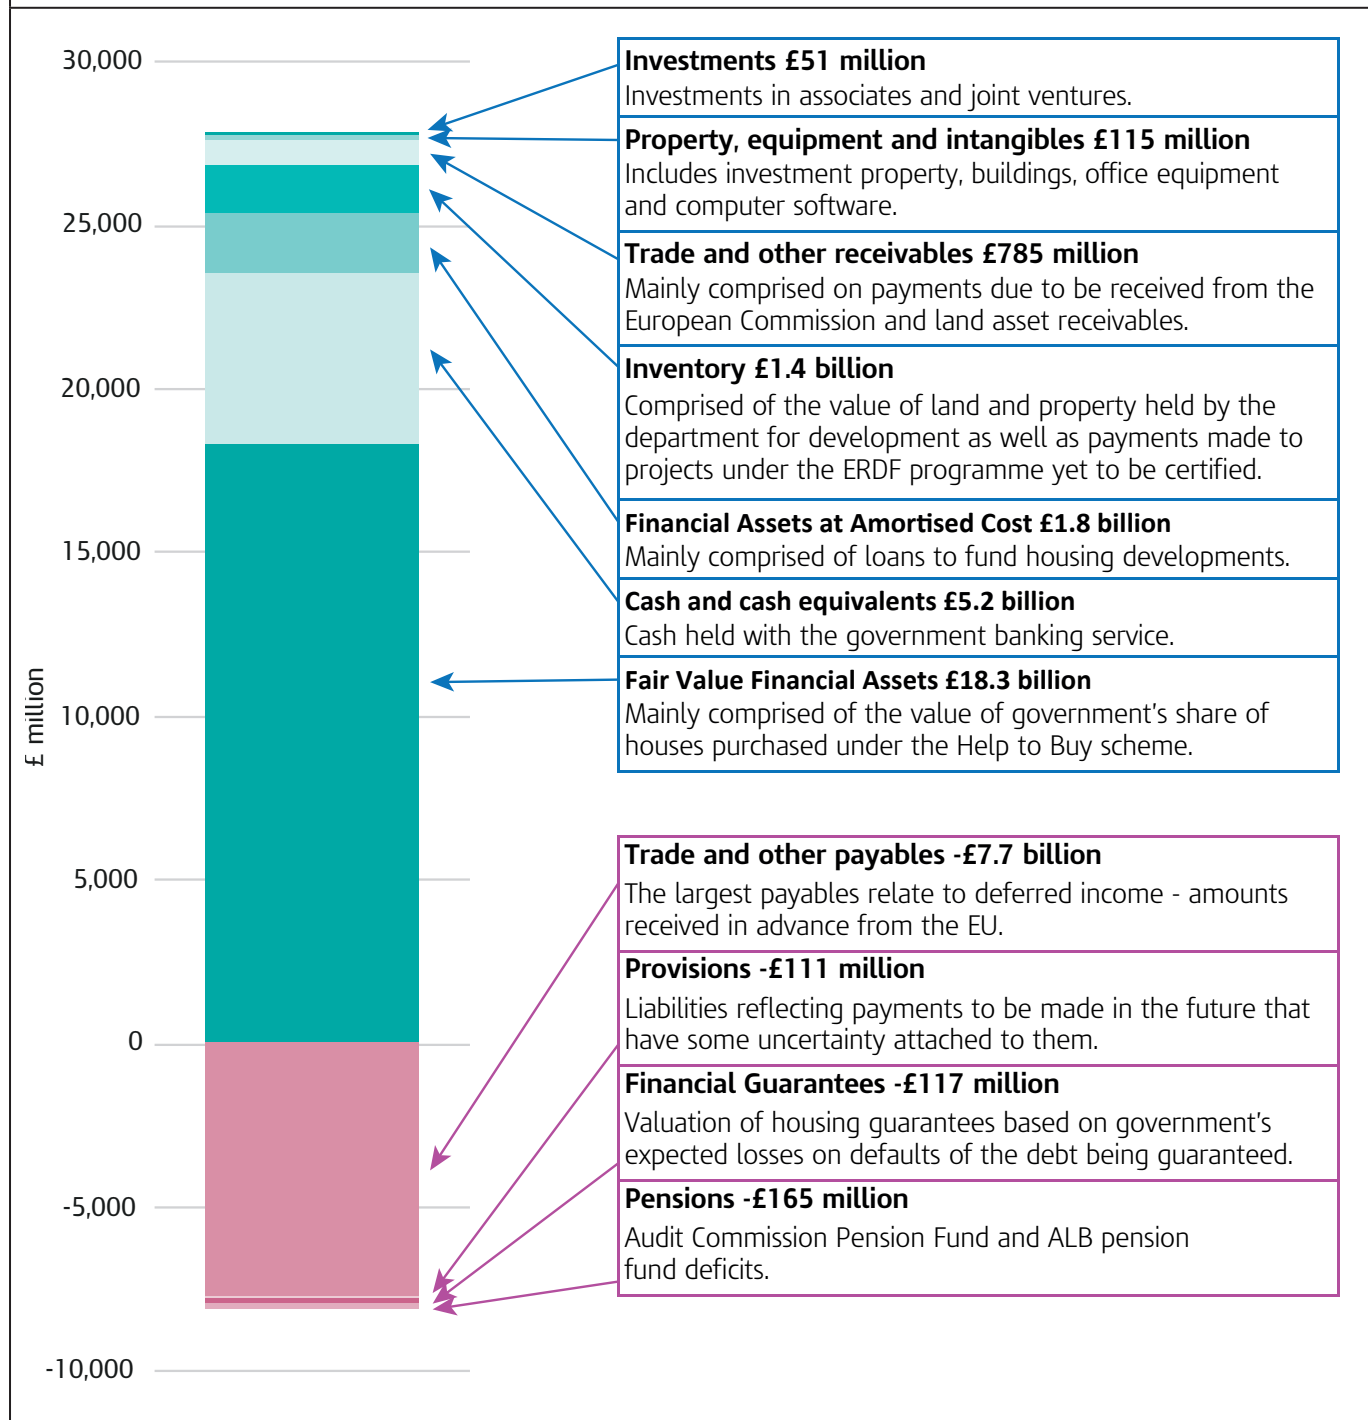 30,000
25,000
20,000
15,000
10,000
5,000
0
-5,000
-10,000
£ million
Investments £51 million
Investments in associates and joint ventures.
Property, equipment and intangibles £115 million
Includes investment property, buildings, office equipment
and computer software.
Trade and other receivables £785 million
Mainly comprised on payments due to be received from the
European Commission and land asset receivables.
Inventory £1.4 billion
Comprised of the value of land and property held by the
department for development as well as payments made to
projects under the ERDF programme yet to be certified.
Financial Assets at Amortised Cost £1.8 billion
Mainly comprised of loans to fund housing developments.
Cash and cash equivalents £5.2 billion
Cash held with the government banking service.
Fair Value Financial Assets £18.3 billion
Mainly comprised of the value of government's share of
houses purchased under the Help to Buy scheme.
Trade and other payables -£7.7 billion
The largest payables relate to deferred income - amounts
received in advance from the EU.
Provisions -£111 million
Liabilities reflecting payments to be made in the future that
have some uncertainty attached to them.
Financial Guarantees -£117 million
Valuation of housing guarantees based on government's
expected losses on defaults of the debt being guaranteed.
Pensions -£165 million
Audit Commission Pension Fund and ALB pension
fund deficits.